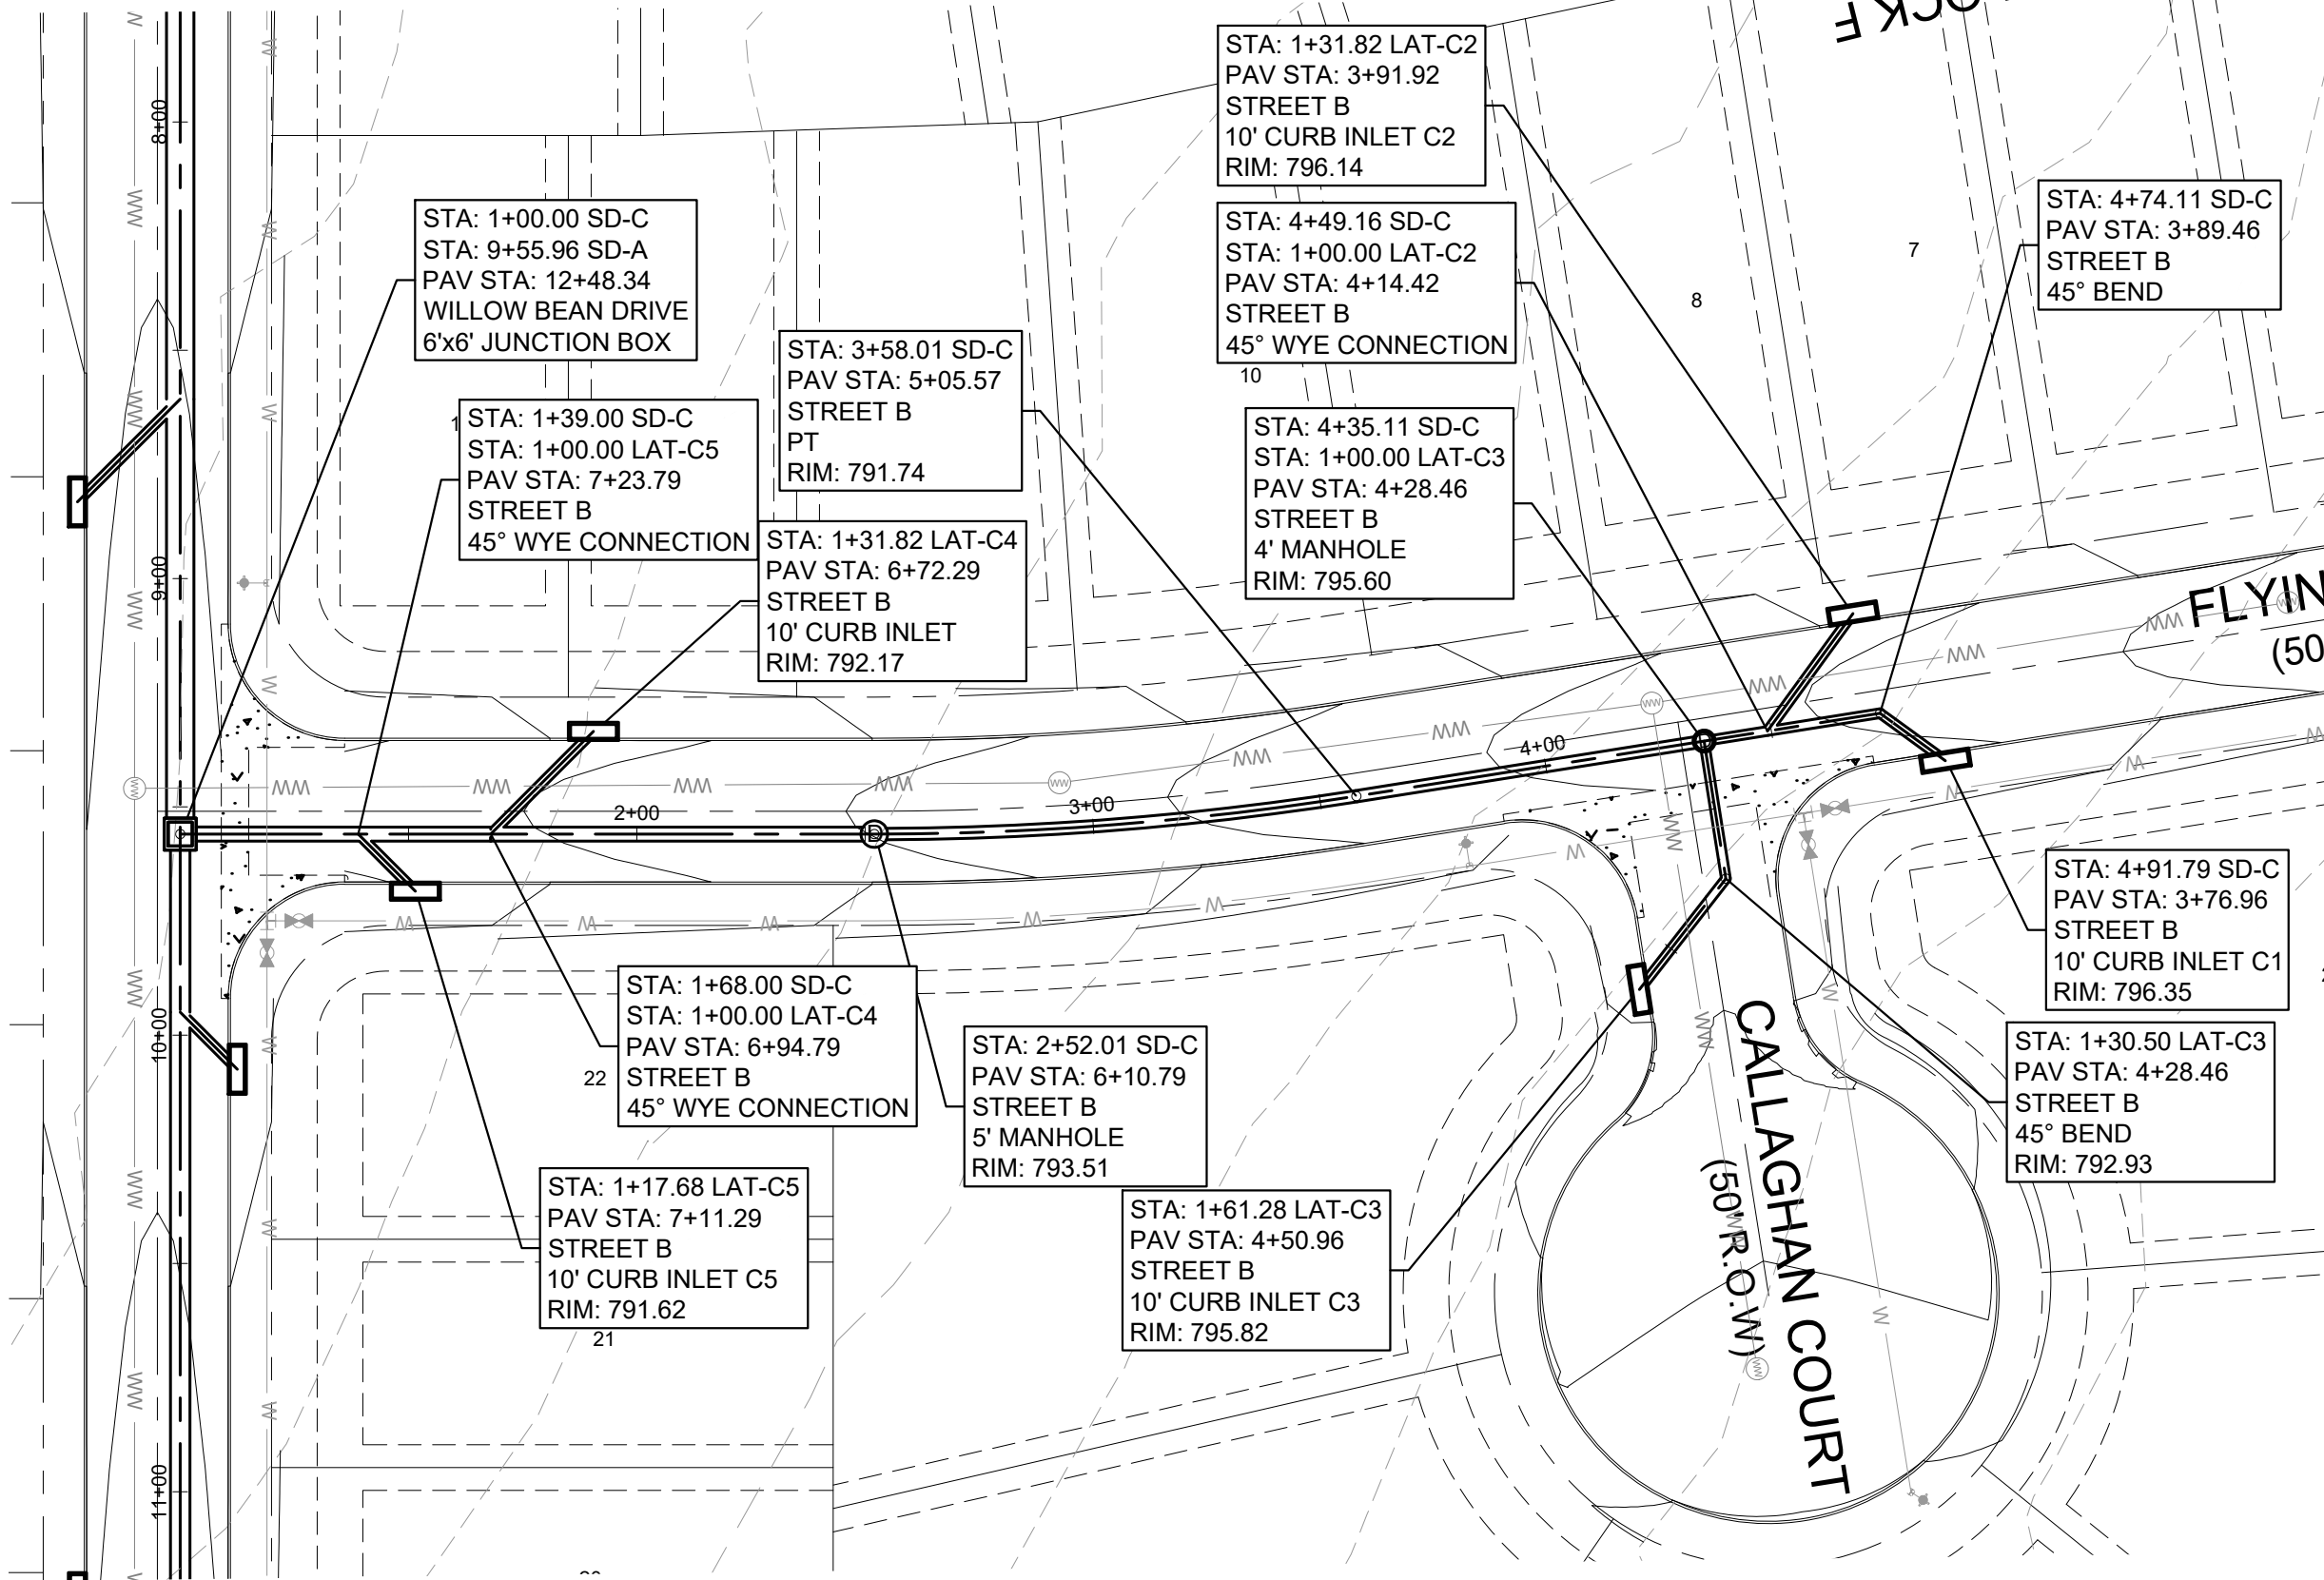 STA: 1+31.82 LAT-C2
PAV STA: 3+91.92
STREET B
10' CURB INLET C2
RIM: 796.14
STA: 1+00.00 SD-C
STA: 9+55.96 SD-A
PAV STA: 12+48.34
WILLOW BEAN DRIVE
6'x6' JUNCTION BOX
STA: 4+49.16 SD-C
STA: 1+00.00 LAT-C2
PAV STA: 4+14.42
STREET B
45° WYE CONNECTION
STA: 4+74.11 SD-C
PAV STA: 3+89.46
STREET B
45° BEND
7
8
10
STA: 3+58.01 SD-C
PAV STA: 5+05.57
STREET B
PT
RIM: 791.74
STA: 1+39.00 SD-C
STA: 1+00.00 LAT-C5
PAV STA: 7+23.79
STREET B
45° WYE CONNECTION
STA: 4+35.11 SD-C
STA: 1+00.00 LAT-C3
PAV STA: 4+28.46
STREET B
4' MANHOLE
RIM: 795.60
STA: 1+31.82 LAT-C4
PAV STA: 6+72.29
STREET B
10' CURB INLET
RIM: 792.17
8+00
9+00
10+00
11+00
2+00
3+00
4+00
FLYIN
(50
D
STA: 4+91.79 SD-C
PAV STA: 3+76.96
STREET B
10' CURB INLET C1
RIM: 796.35
STA: 1+68.00 SD-C
STA: 1+00.00 LAT-C4
PAV STA: 6+94.79
STREET B
45° WYE CONNECTION
22
STA: 2+52.01 SD-C
PAV STA: 6+10.79
STREET B
5' MANHOLE
RIM: 793.51
STA: 1+30.50 LAT-C3
PAV STA: 4+28.46
STREET B
45° BEND
RIM: 792.93
STA: 1+17.68 LAT-C5
PAV STA: 7+11.29
STREET B
10' CURB INLET C5
RIM: 791.62
21
STA: 1+61.28 LAT-C3
PAV STA: 4+50.96
STREET B
10' CURB INLET C3
RIM: 795.82
CALLAGHAN COURT
(50' R.O.W)
WW
W